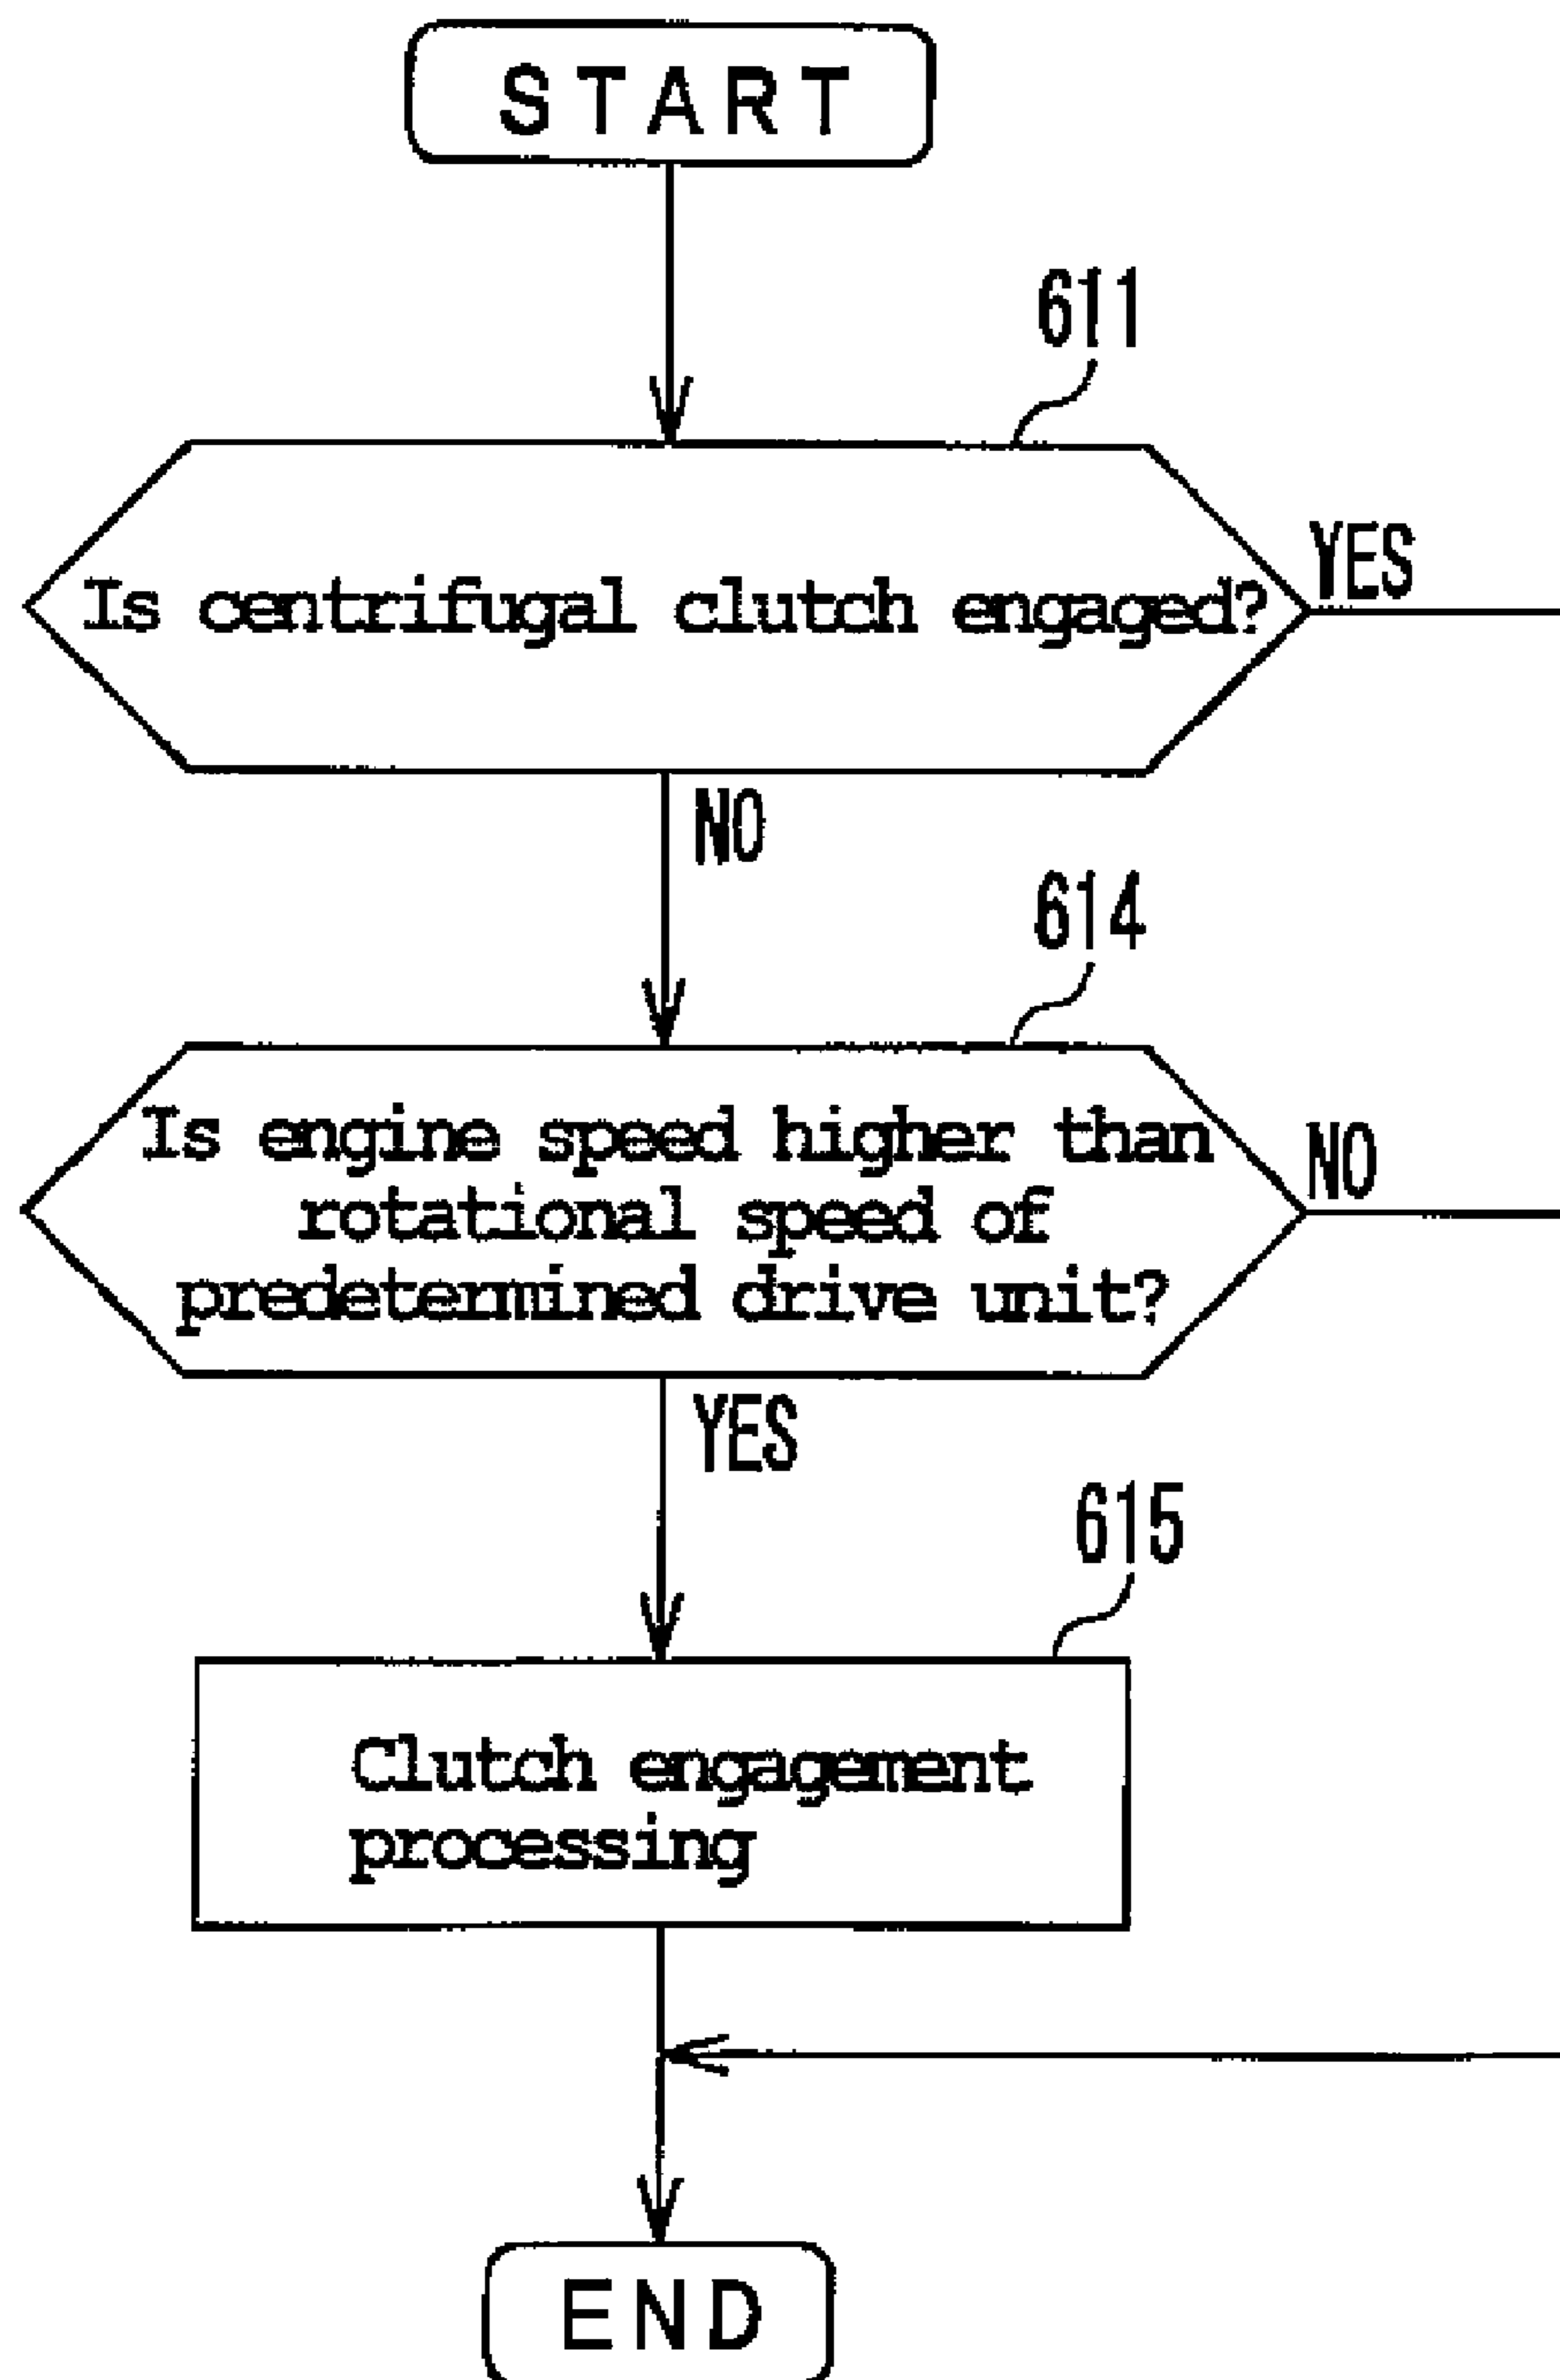 START
611
Is centrifugal clutch engaged?
YES
NO
614
Is engine speed higher than
rotational speed of
predetermined drive unit?
NO
YES
615
Clutch engagement
processing
END